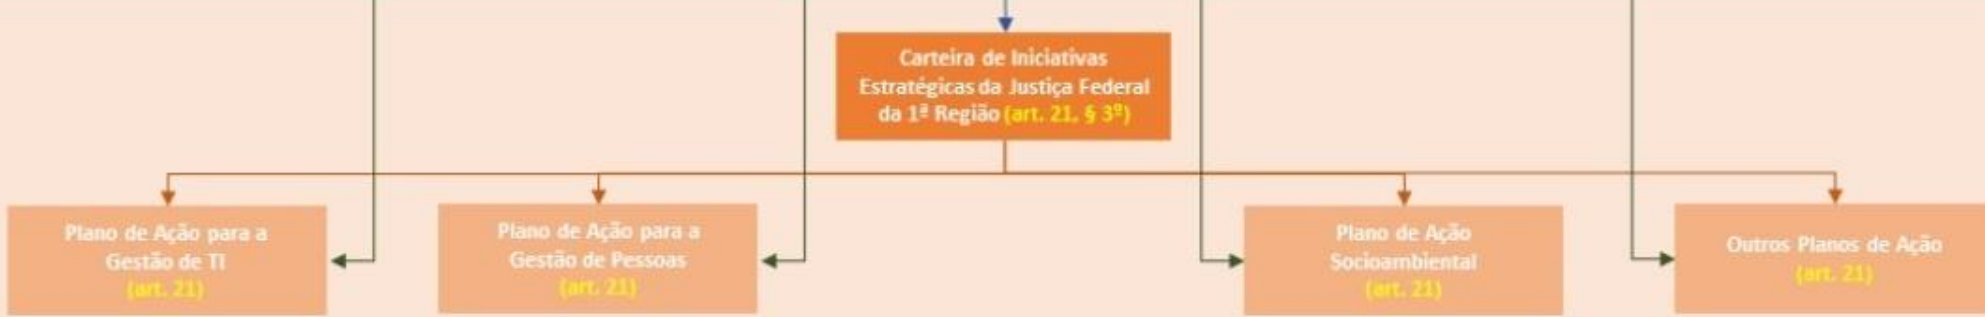 Carteira de Iniciativas
Estratégicas da Justiça Federal
da 1ª Região (art. 21, § 3º)
Plano de Ação para a
Gestão de TI
(art. 21)
Plano de Ação para a
Gestão de Pessoas
(art. 21)
Plano de Ação
Socioambiental
(art. 21)
Outros Planos de Ação
(art. 21)